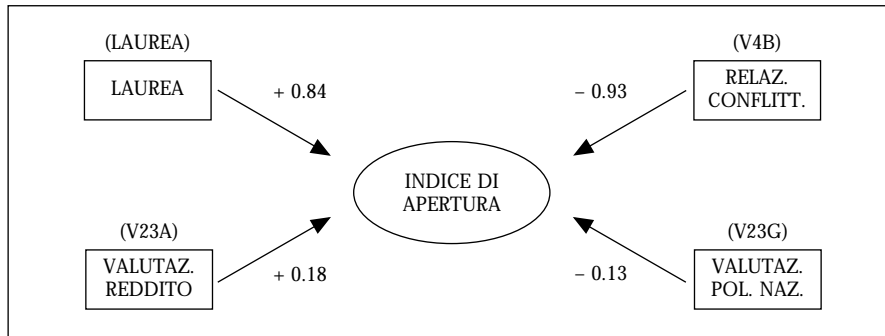 (LAUREA)
LAUREA
+ 0.84
(V4B)
RELAZ.
CONFLITT.
– 0.93
INDICE DI
APERTURA
(V23A)
VALUTAZ.
REDDITO
+ 0.18
(V23G)
VALUTAZ.
POL. NAZ.
– 0.13